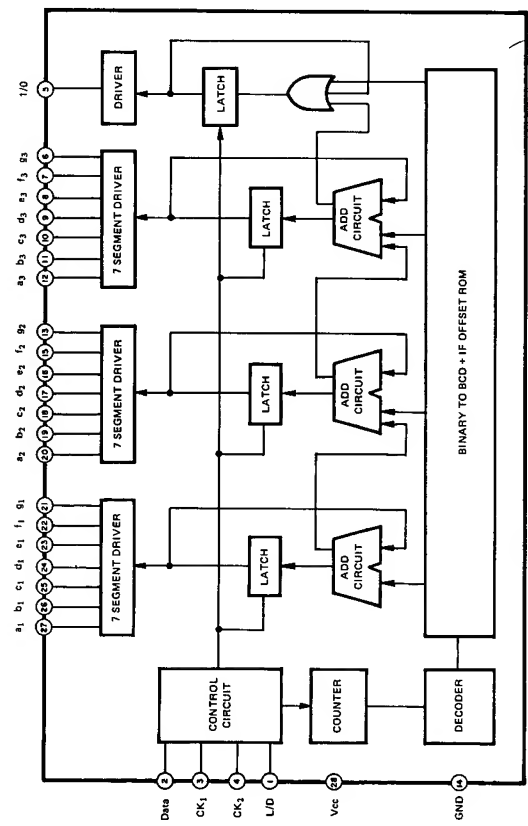 a₁ b₁ c₁ d₁ e₁ f₁ g₁ a₂ b₂ c₂ d₂ e₂ f₂ g₂ a₃ b₃ c₃ d₃ e₃ f₃ g₃ 1/0
27 26 25 24 23 22 21 20 19 18 17 16 15 13 12 11 10 9 8 7 6 5
7 SEGMENT DRIVER
7 SEGMENT DRIVER
7 SEGMENT DRIVER
DRIVER
Data 2
CK₁ 3
CK₂ 4
L/D 1
CONTROL
CIRCUIT
LATCH
LATCH
LATCH
LATCH
Vcc 28
COUNTER
ADD
CIRCUIT
ADD
CIRCUIT
ADD
CIRCUIT
GND 14
DECODER
BINARY TO BCD + IF OFFSET ROM